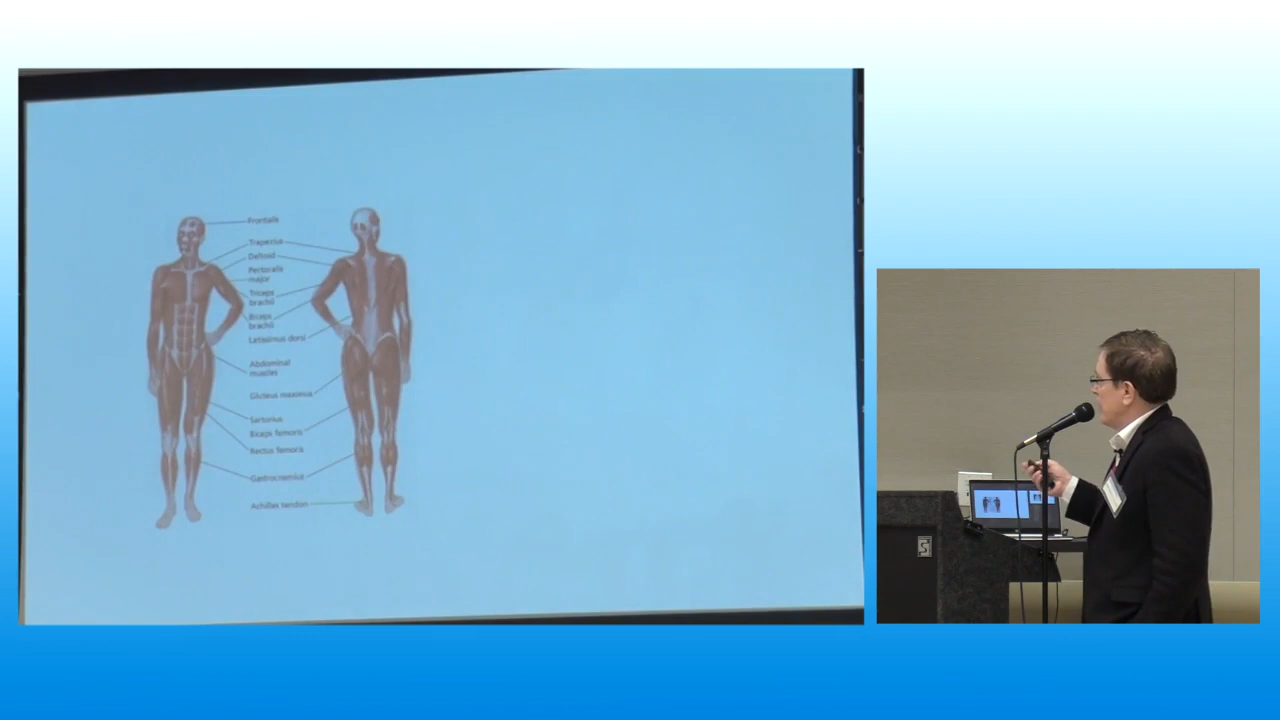 Frontalis
Trapezius
Deltoid
Pectoralis
major
Triceps
brachii
Biceps
brachii
Latissimus dorsi
Abdominal
muscles
Gluteus maximus
Sartorius
Biceps femoris
Rectus femoris
Gastrocnemius
Achilles tendon